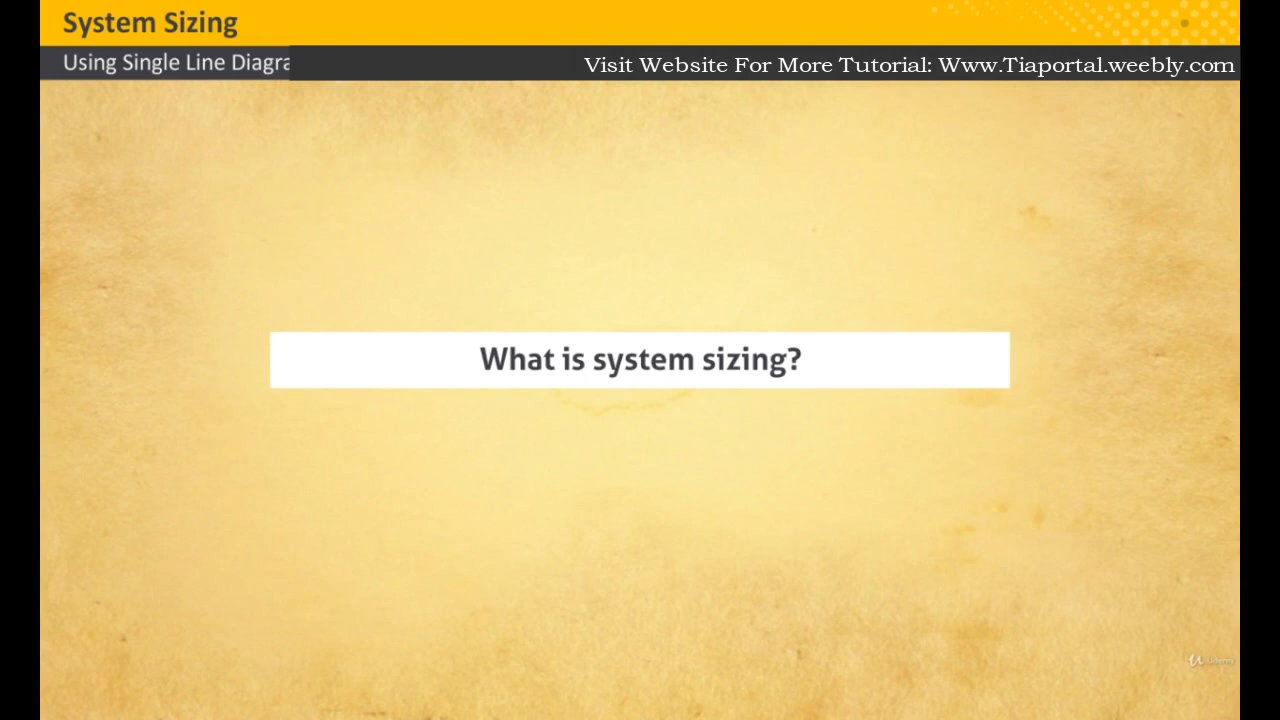 System Sizing
Using Single Line Diagra
Visit Website For More Tutorial: Www.Tiaportal.weebly.com
What is system sizing?
Udemy